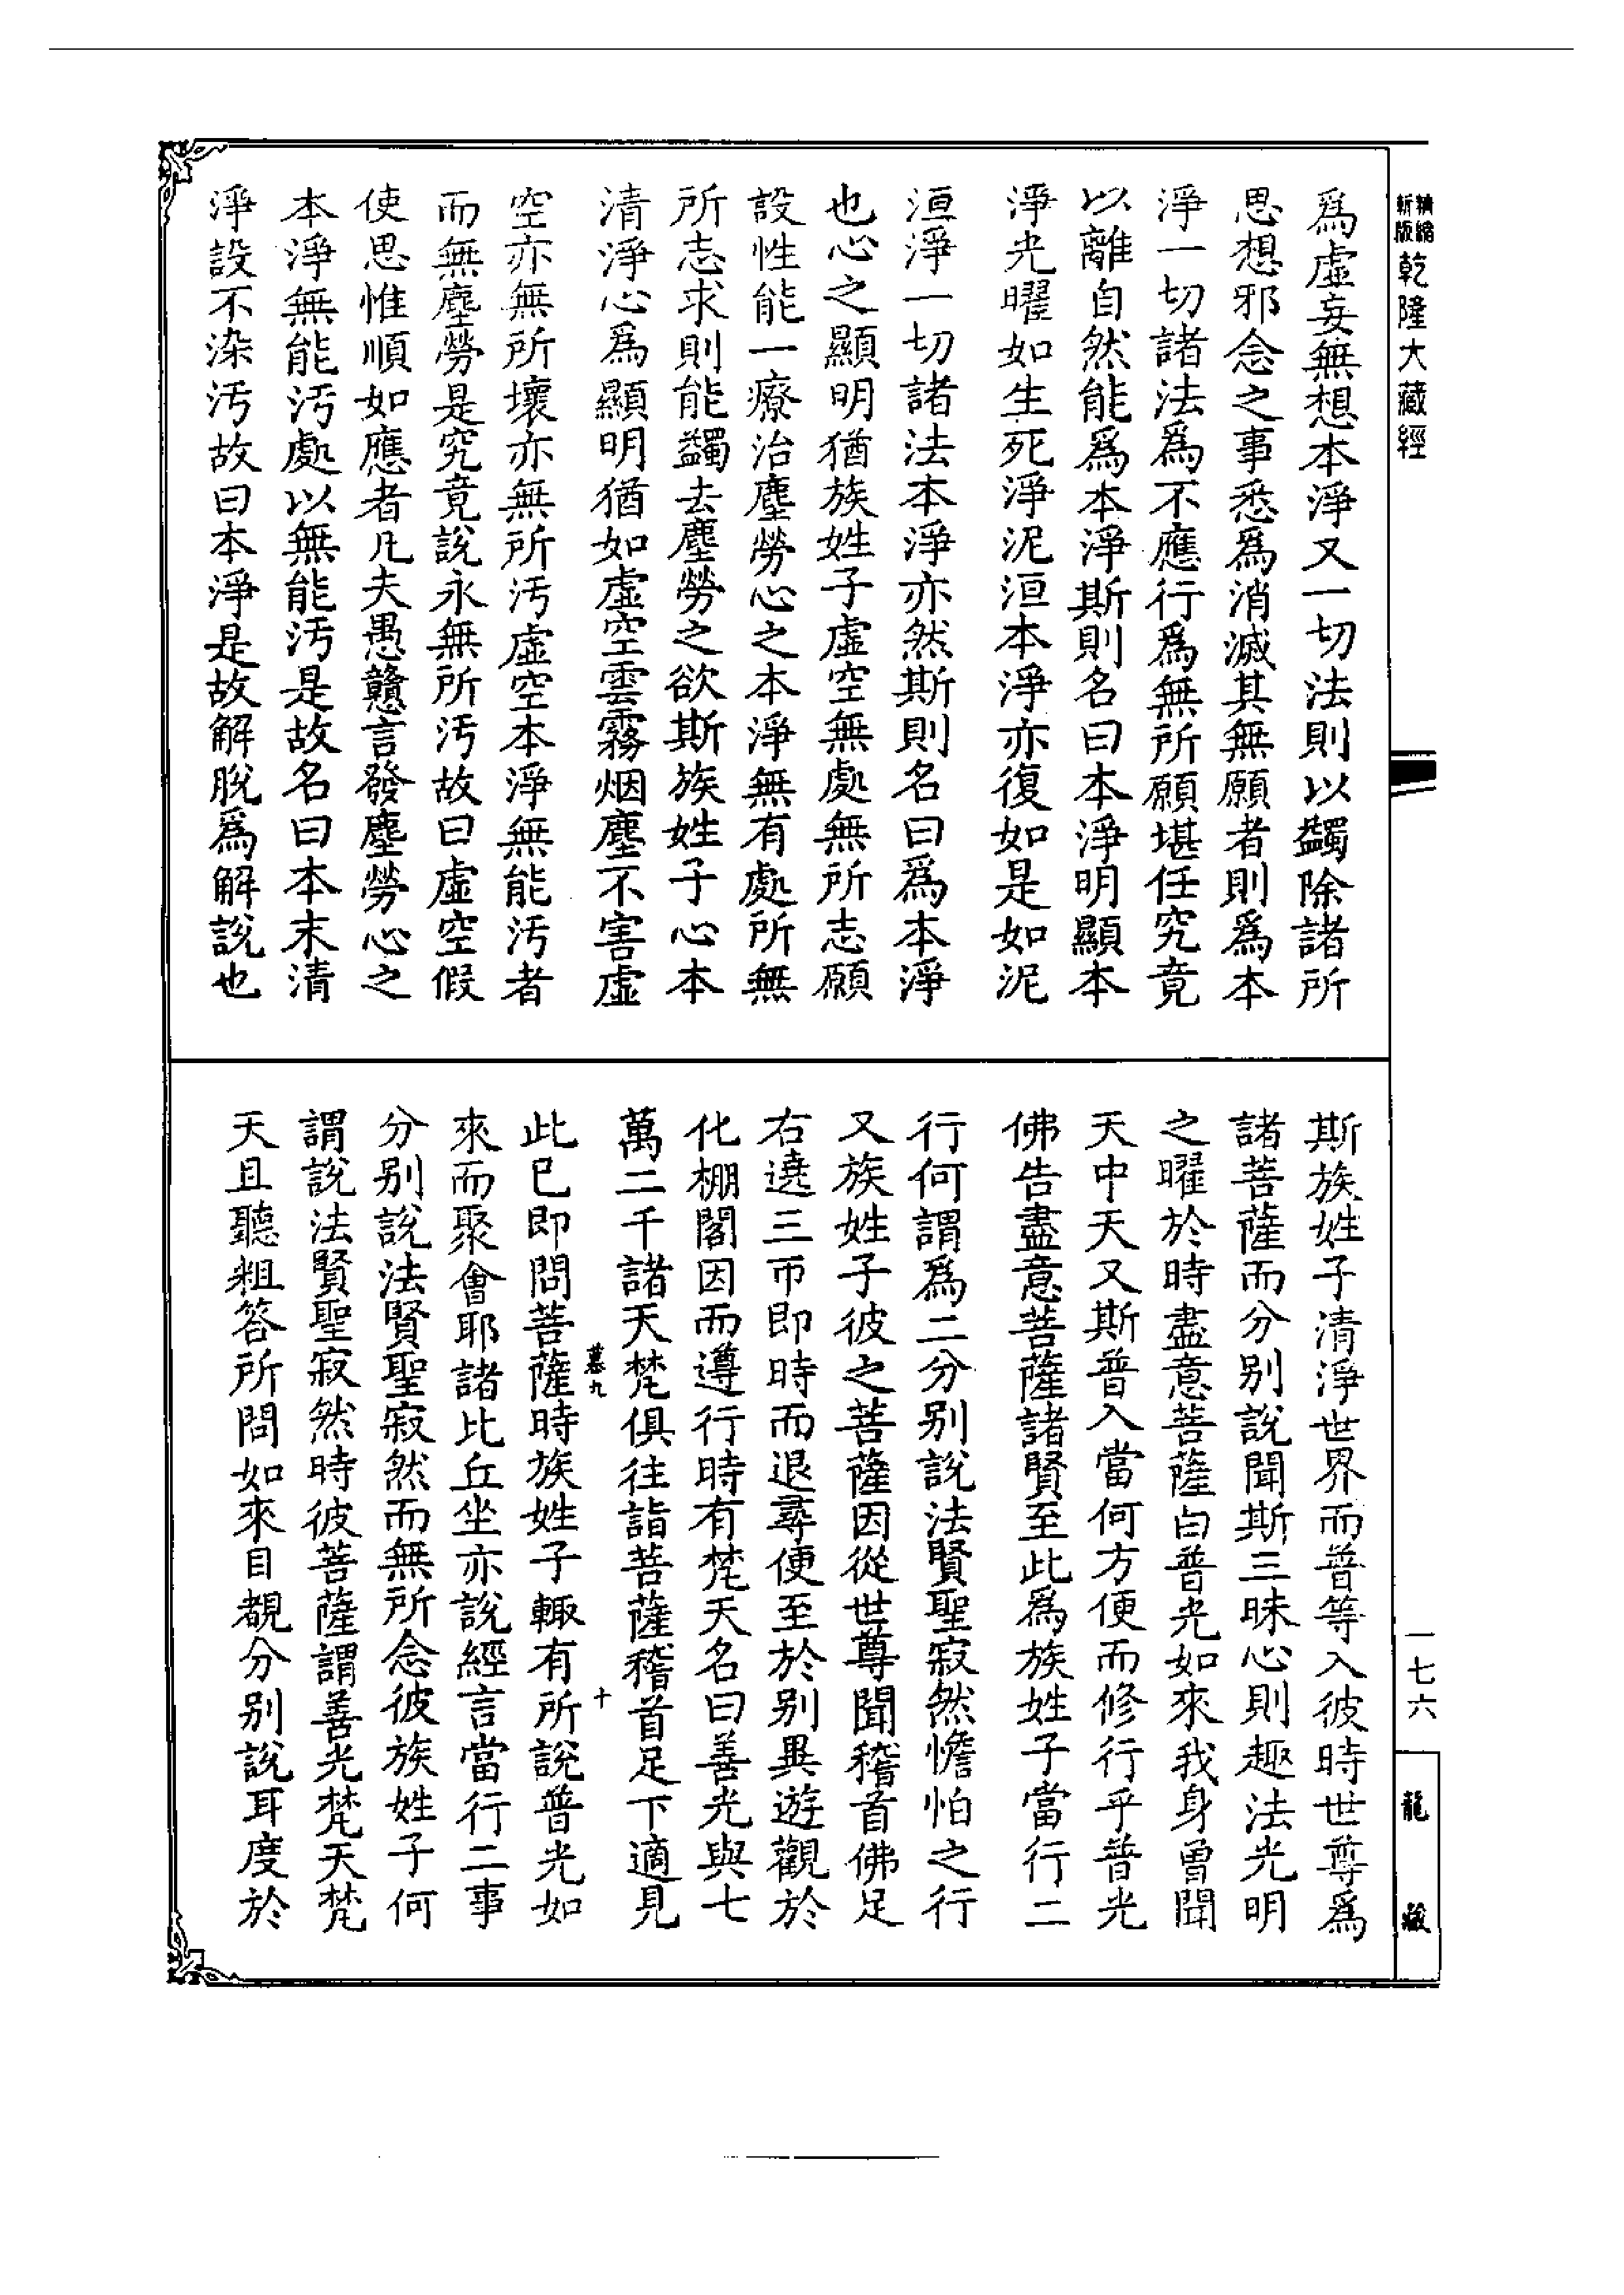 精縮
新版
乾隆大藏經
爲虛妄無想本淨又一切法則以蠲除諸所
思想邪念之事悉爲消滅其無願者則爲本
淨一切諸法爲不應行爲無所願堪任究竟
以離自然能爲本淨斯則名曰本淨明顯本
淨光曜如生死淨泥洹本淨亦復如是如泥
洹淨一切諸法本淨亦然斯則名曰爲本淨
也心之顯明猶族姓子虛空無處無所志願
設性能一療治塵勞心之本淨無有處所無
所志求則能蠲去塵勞之欲斯族姓子心本
清淨心爲顯明猶如虛空雲霧烟塵不害虛
空亦無所壞亦無所汚虛空本淨無能汚者
而無塵勞是究竟說永無所汚故曰虛空假
使思惟順如應者凡夫愚戇言發塵勞心之
本淨無能汚處以無能汚是故名曰本末清
淨設不染汚故曰本淨是故解脫爲解說也
斯族姓子清淨世界而普等入彼時世尊爲
諸菩薩而分别說聞斯三昧心則趣法光明
之曜於時盡意菩薩白普光如來我身曾聞
天中天又斯普入當何方便而修行乎普光
佛告盡意菩薩諸賢至此爲族姓子當行二
行何謂爲二分别說法賢聖寂然憺怕之行
又族姓子彼之菩薩因從世尊聞稽首佛足
右遶三帀即時而退尋便至於别異遊觀於
化棚閣因而遵行時有梵天名曰善光與七
萬二千諸天梵俱往詣菩薩稽首足下適見
墓九
十
此已即問菩薩時族姓子輙有所說普光如
來而聚會耶諸比丘坐亦說經言當行二事
分别說法賢聖寂然而無所念彼族姓子何
謂說法賢聖寂然時彼菩薩謂善光梵天梵
天且聽粗答所問如來目覩分别說耳度於
一七六
龍藏